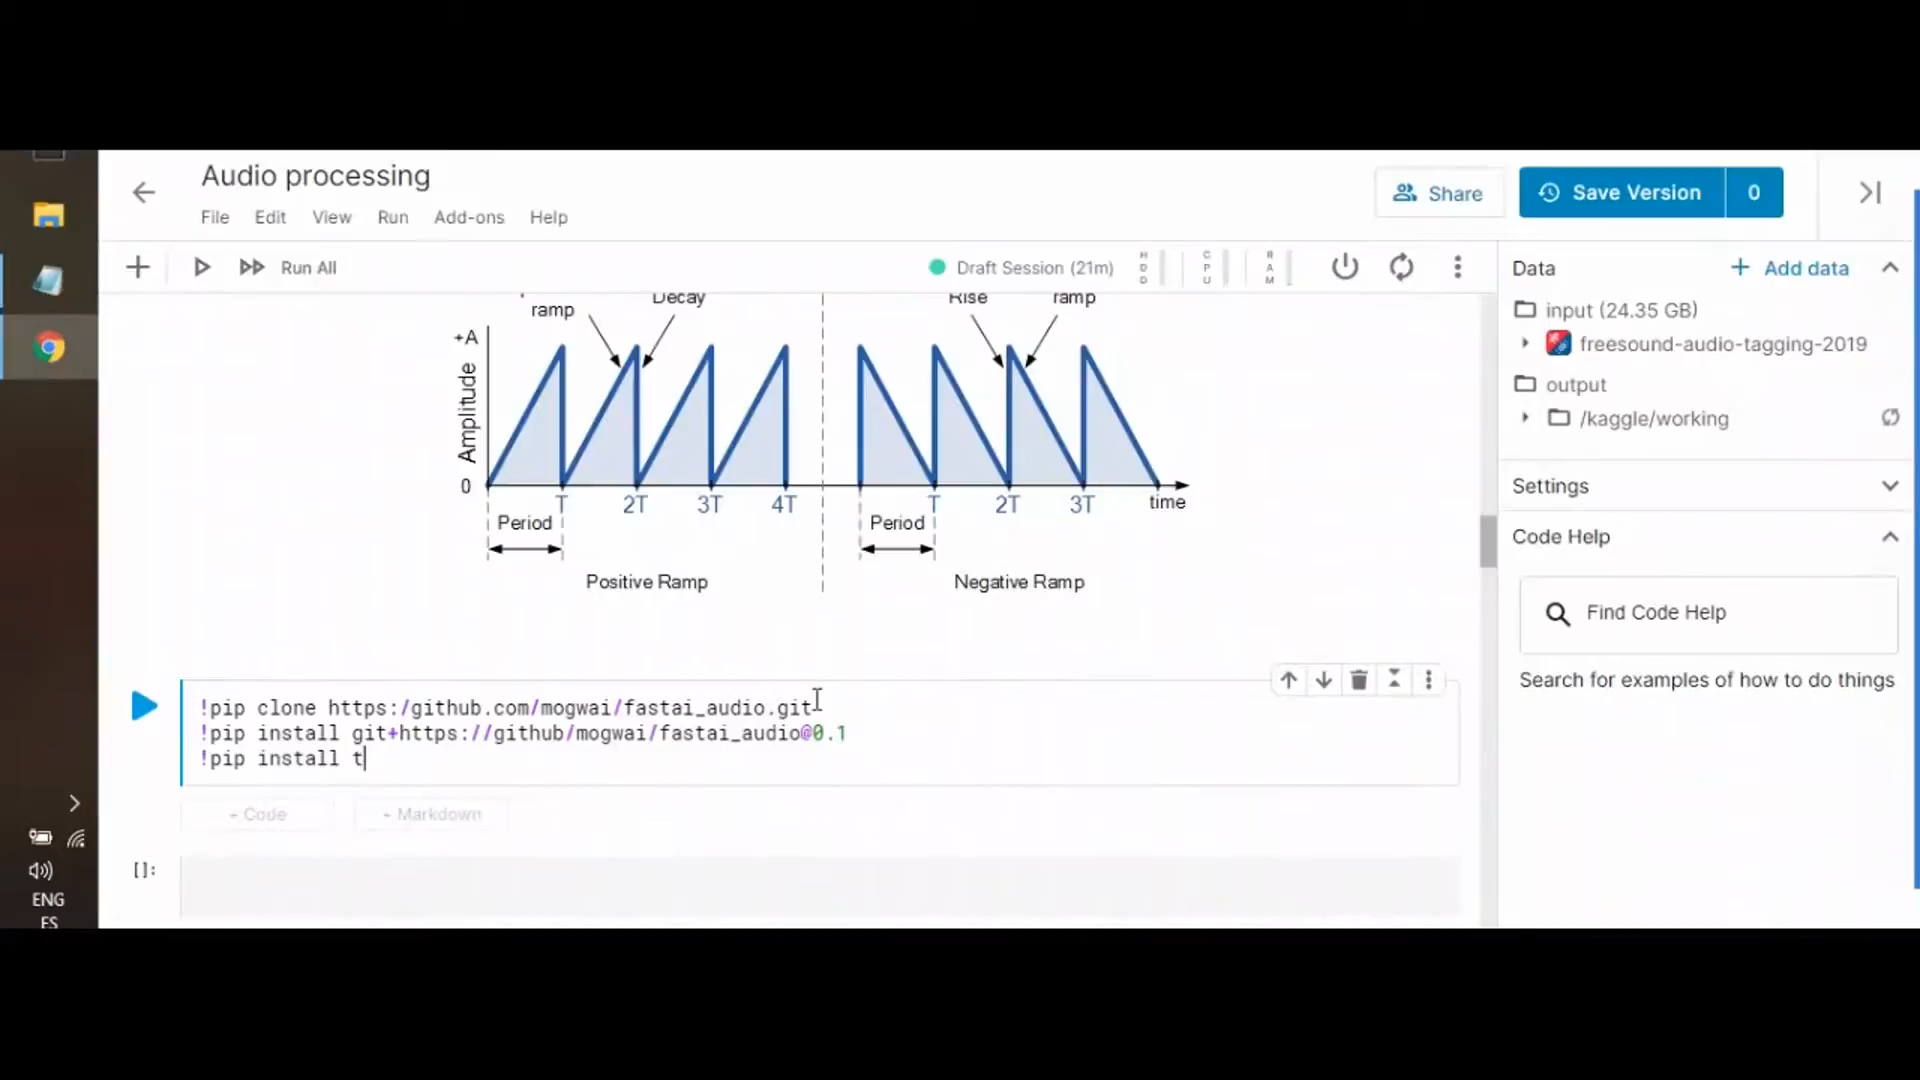 Audio processing
File Edit View Run Add-ons Help
Share
Save Version 0
Run All
Draft Session (21m)
HDD
CPU
RAM
ramp Decay
Rise ramp
+A
Amplitude
0
T 2T 3T 4T T 2T 3T time
Period Period
Positive Ramp Negative Ramp
!pip clone https:/github.com/mogwai/fastai_audio.git
!pip install git+https://github/mogwai/fastai_audio@0.1
!pip install t
+ Code + Markdown
[]:
Data + Add data
input (24.35 GB)
freesound-audio-tagging-2019
output
/kaggle/working
Settings
Code Help
Find Code Help
Search for examples of how to do things
ENG
ES